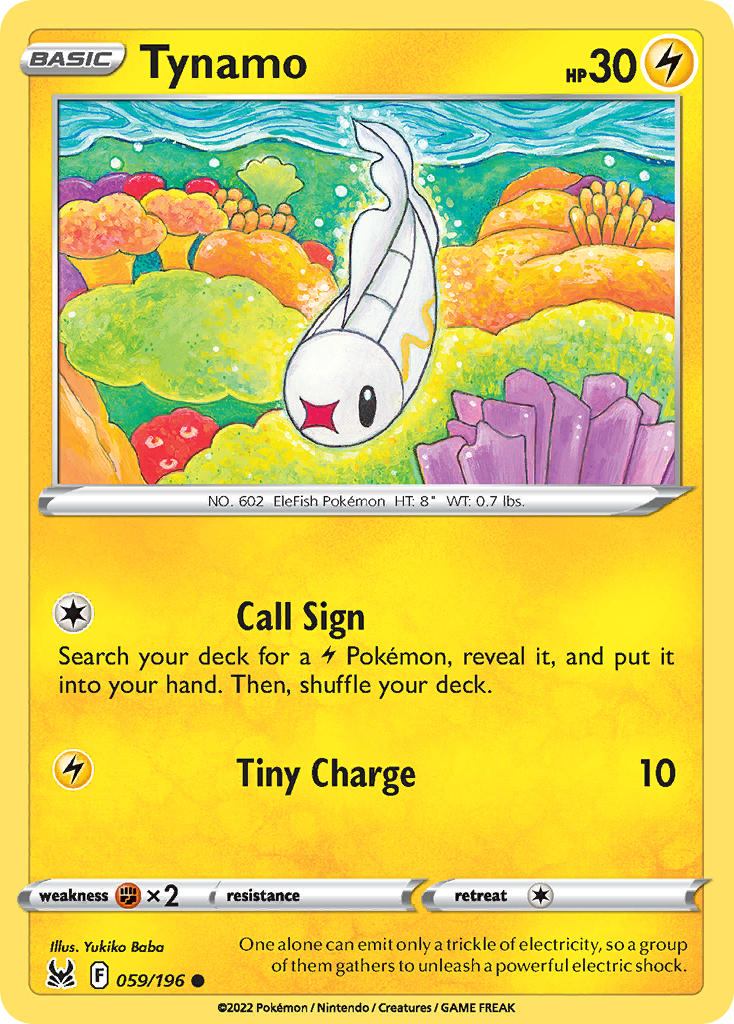 BASIC Tynamo HP30
NO. 602 EleFish Pokémon HT: 8" WT: 0.7 lbs.
Call Sign
Search your deck for a Pokémon, reveal it, and put it
into your hand. Then, shuffle your deck.
Tiny Charge 10
weakness ×2 resistance retreat
Illus. Yukiko Baba
One alone can emit only a trickle of electricity, so a group
of them gathers to unleash a powerful electric shock.
F 059/196
©2022 Pokémon / Nintendo / Creatures / GAME FREAK